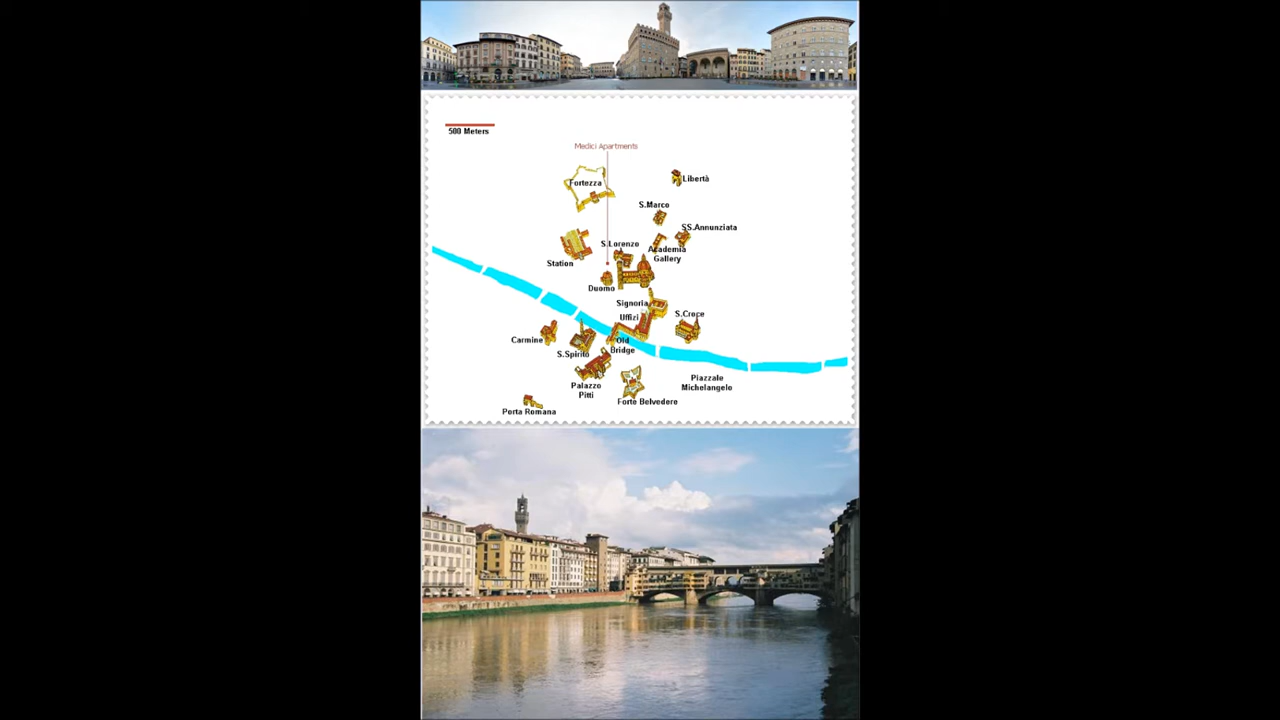 500 Meters
Medici Apartments
Fortezza
Libertà
S.Marco
SS.Annunziata
S.Lorenzo
Academia
Gallery
Station
Duomo
Signoria
Uffizi
S.Croce
Carmine
Old
Bridge
S.Spirito
Palazzo
Pitti
Piazzale
Michelangelo
Forte Belvedere
Porta Romana